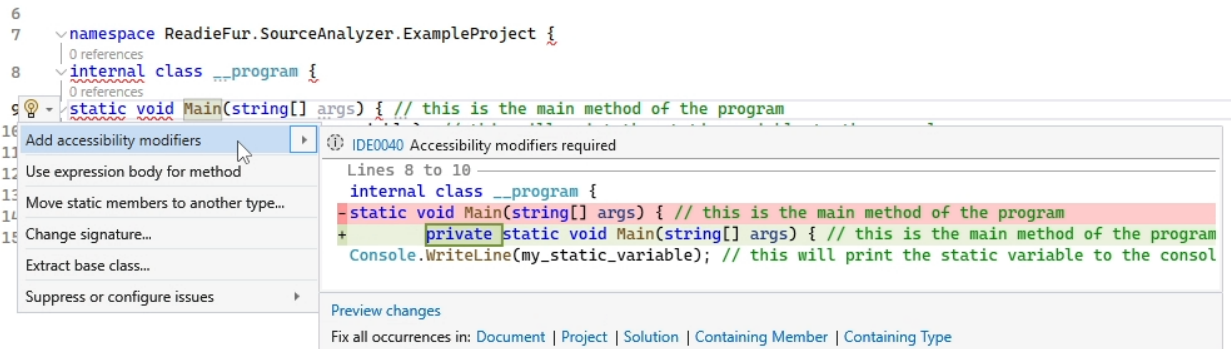 6
7 namespace ReadieFur.SourceAnalyzer.ExampleProject {
0 references
8 internal class __program {
0 references
9 static void Main(string[] args) { // this is the main method of the program
10
Add accessibility modifiers
11
Use expression body for method
12
Move static members to another type...
13
Change signature...
14
Extract base class...
15
Suppress or configure issues
IDE0040 Accessibility modifiers required
Lines 8 to 10
internal class __program {
-static void Main(string[] args) { // this is the main method of the program
+ private static void Main(string[] args) { // this is the main method of the program
Console.WriteLine(my_static_variable); // this will print the static variable to the consol
Preview changes
Fix all occurrences in: Document | Project | Solution | Containing Member | Containing Type